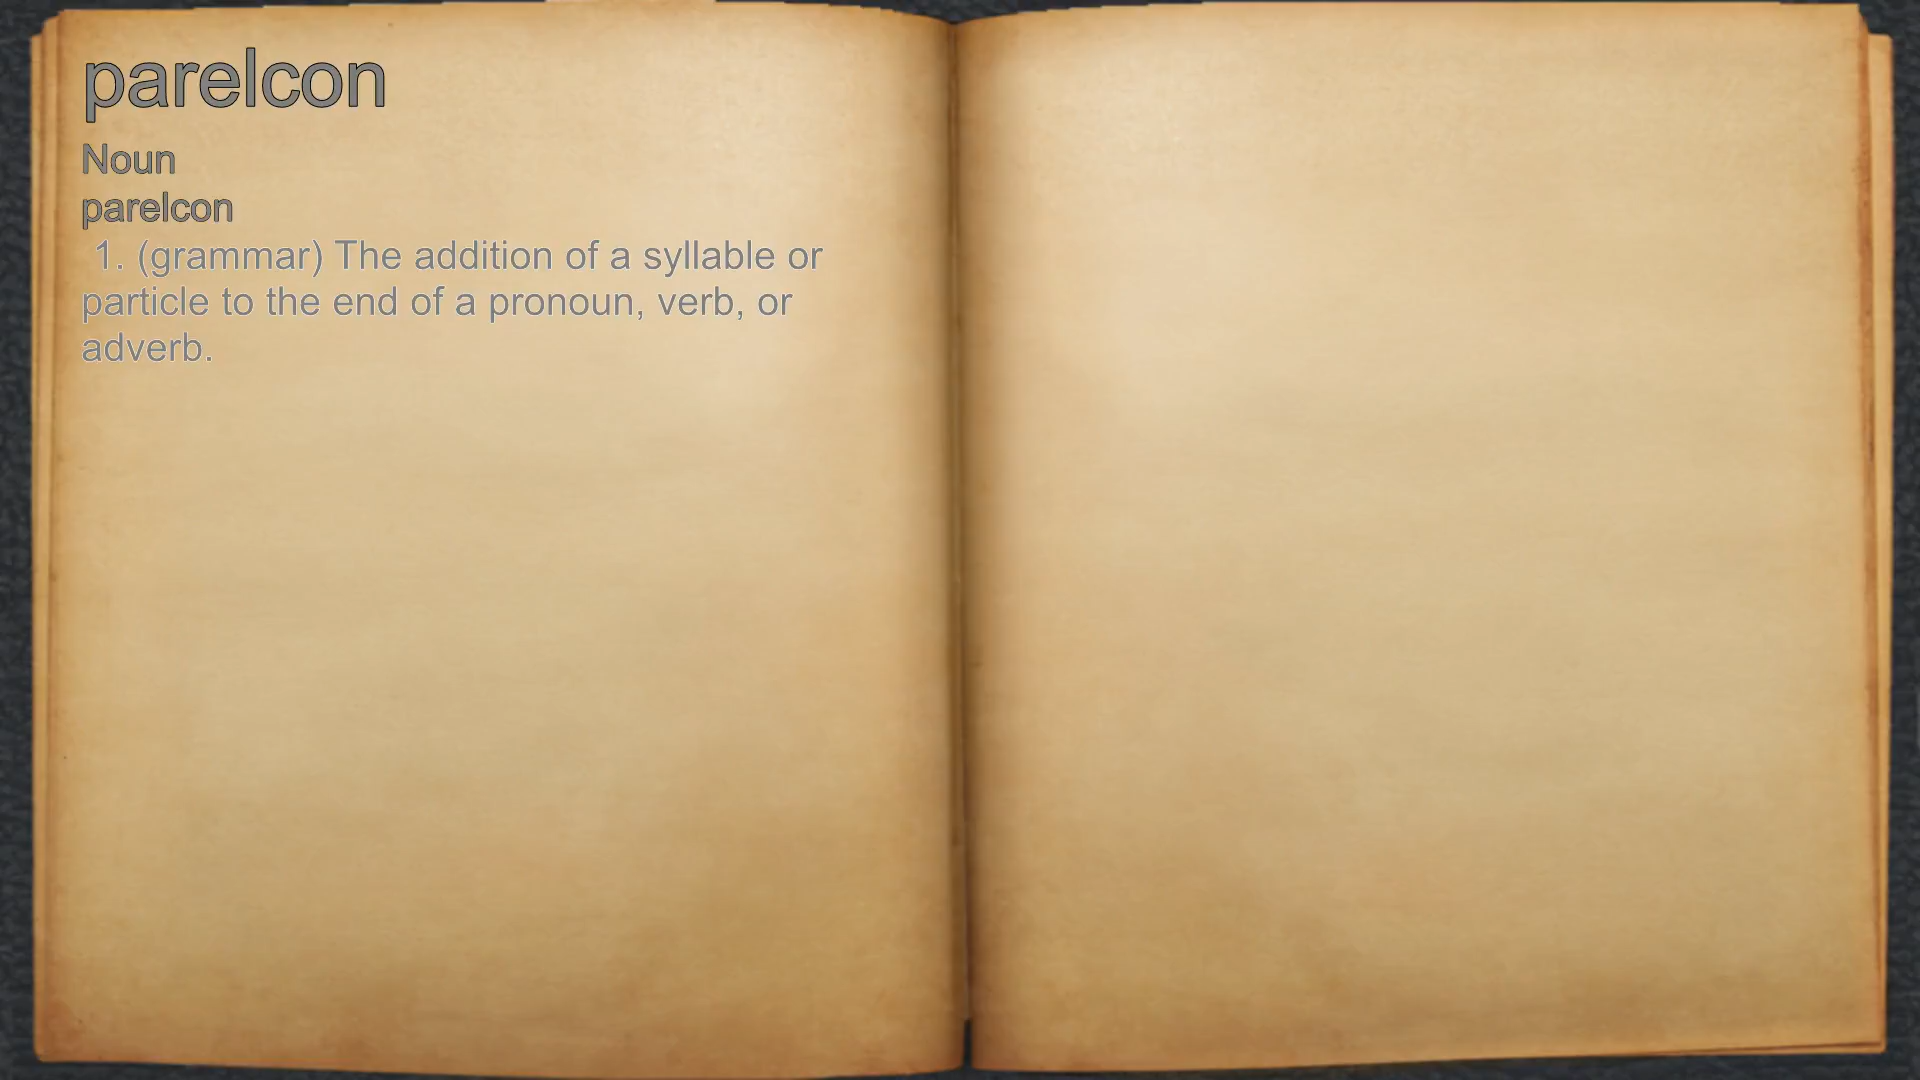 parelcon
Noun
parelcon
1. (grammar) The addition of a syllable or
particle to the end of a pronoun, verb, or
adverb.